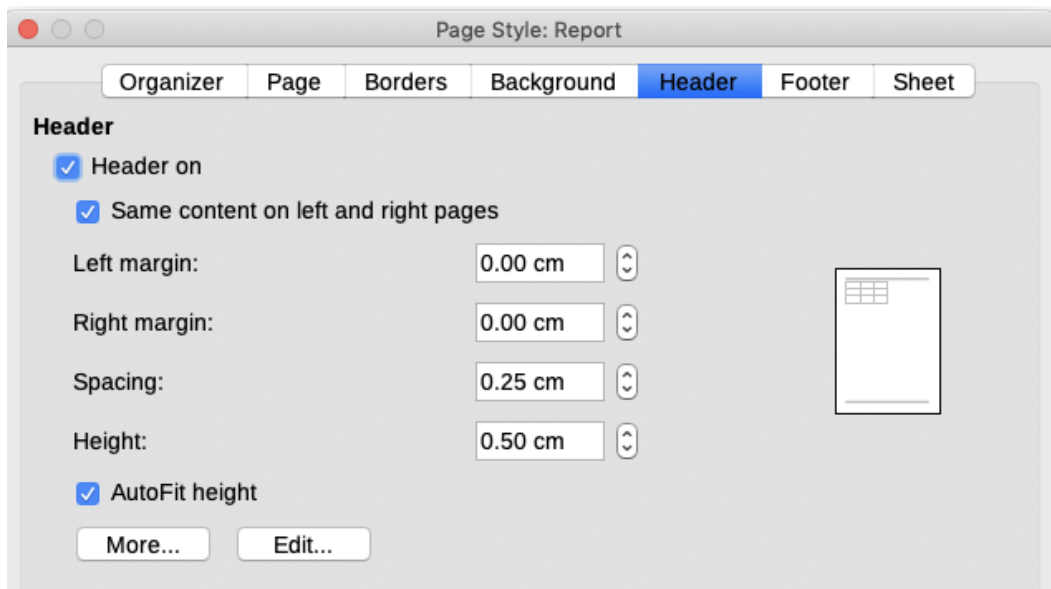 Page Style: Report
Organizer Page Borders Background Header Footer Sheet
Header
Header on
Same content on left and right pages
Left margin: 0.00 cm
Right margin: 0.00 cm
Spacing: 0.25 cm
Height: 0.50 cm
AutoFit height
More... Edit...